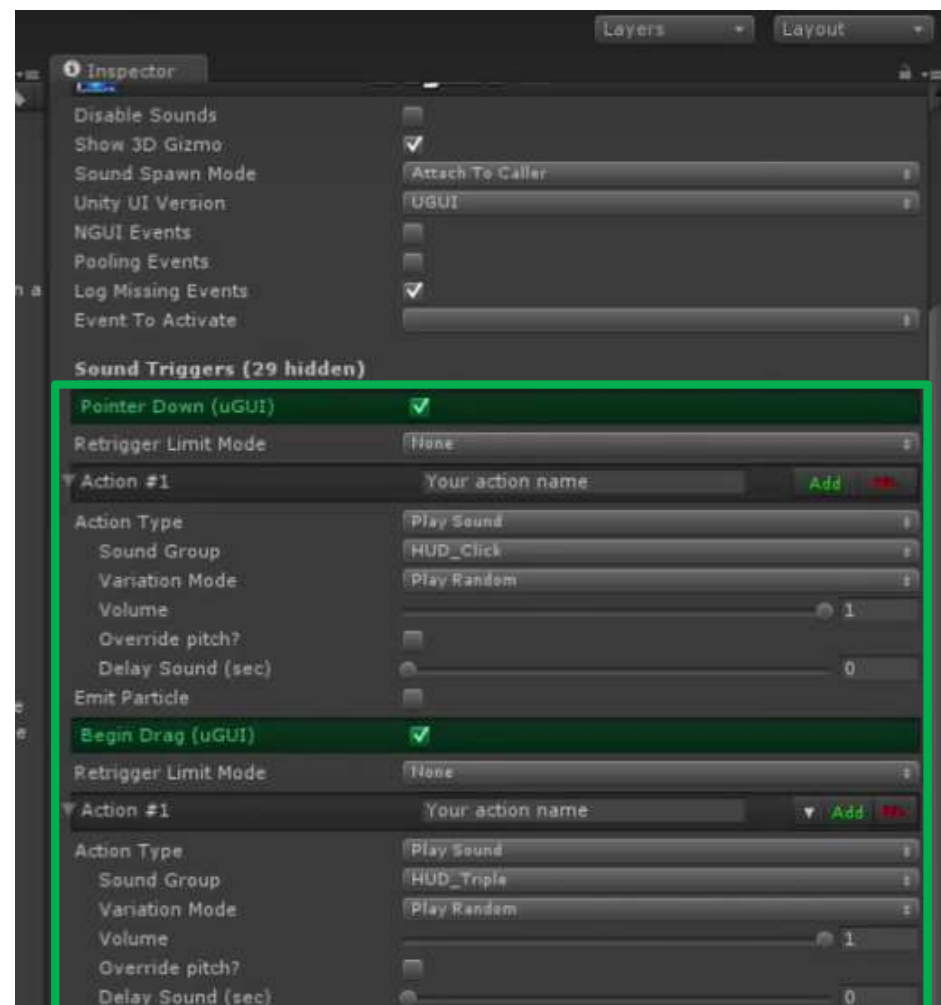 Layers Layout
Inspector
Disable Sounds
Show 3D Gizmo
Sound Spawn Mode Attach To Caller
Unity UI Version UGUI
NGUI Events
Pooling Events
n a Log Missing Events
Event To Activate
Sound Triggers (29 hidden)
Pointer Down (uGUI)
Retrigger Limit Mode None
Action #1 Your action name Add
Action Type Play Sound
Sound Group HUD_Click
Variation Mode Play Random
Volume 1
Override pitch?
Delay Sound (sec) 0
Emit Particle
e
e Begin Drag (uGUI)
Retrigger Limit Mode None
Action #1 Your action name Add
Action Type Play Sound
Sound Group HUD_Triple
Variation Mode Play Random
Volume 1
Override pitch?
Delay Sound (sec) 0